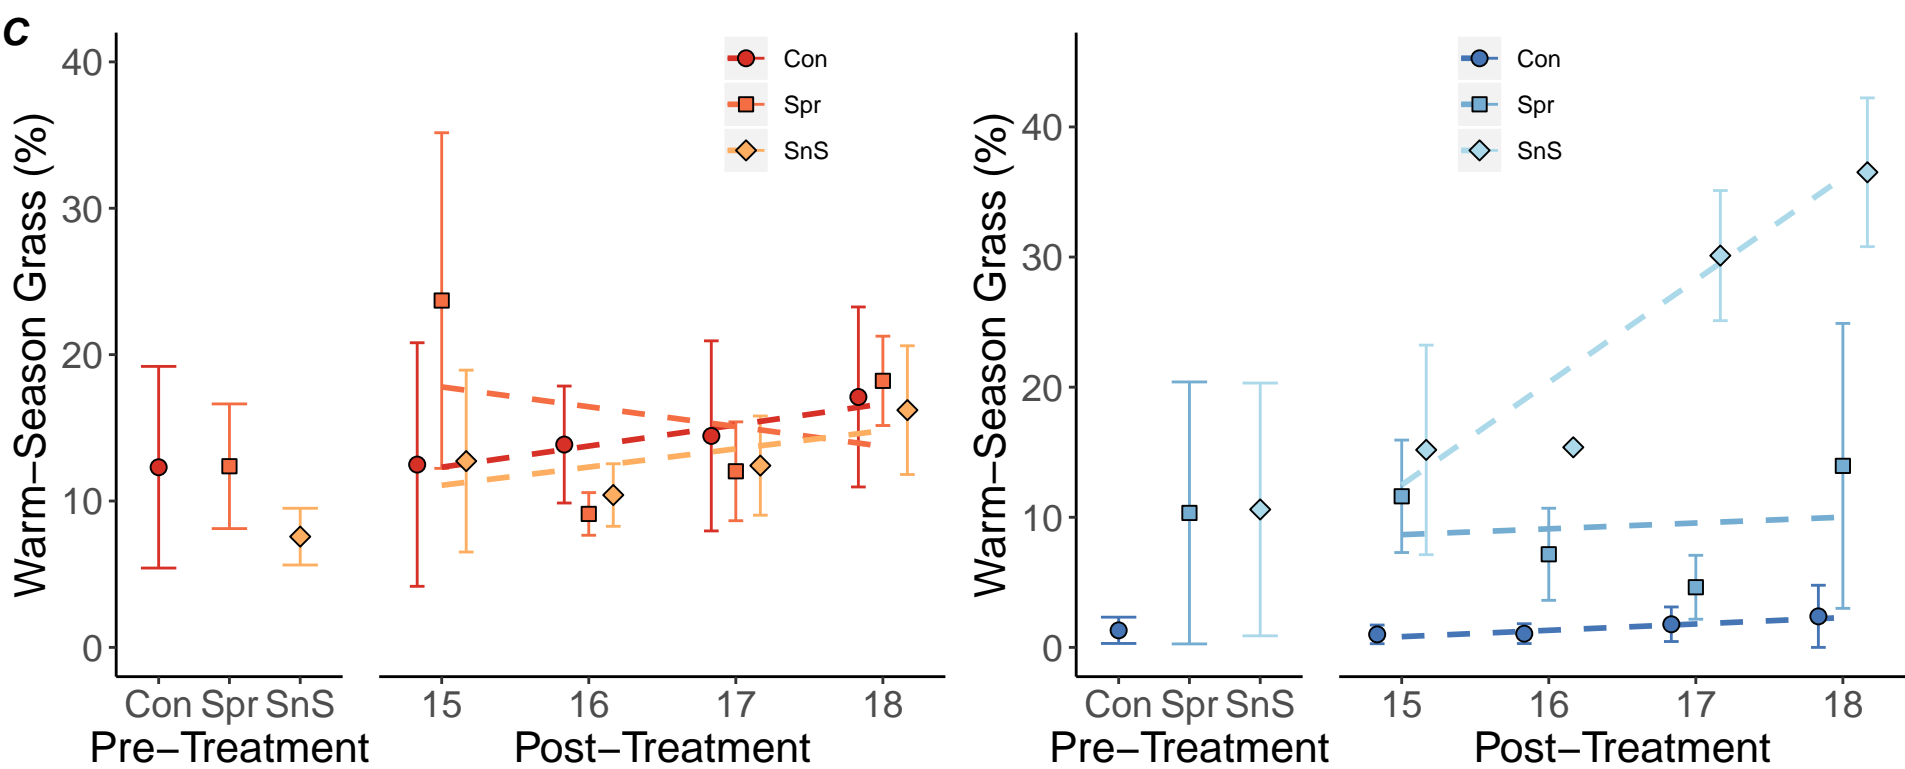 C
Warm−Season Grass (%)
40
30
20
10
0
Con
Spr
SnS
Con Spr SnS
15 16 17 18
Pre−Treatment
Post−Treatment
Warm−Season Grass (%)
40
30
20
10
0
Con
Spr
SnS
Con Spr SnS
15 16 17 18
Pre−Treatment
Post−Treatment